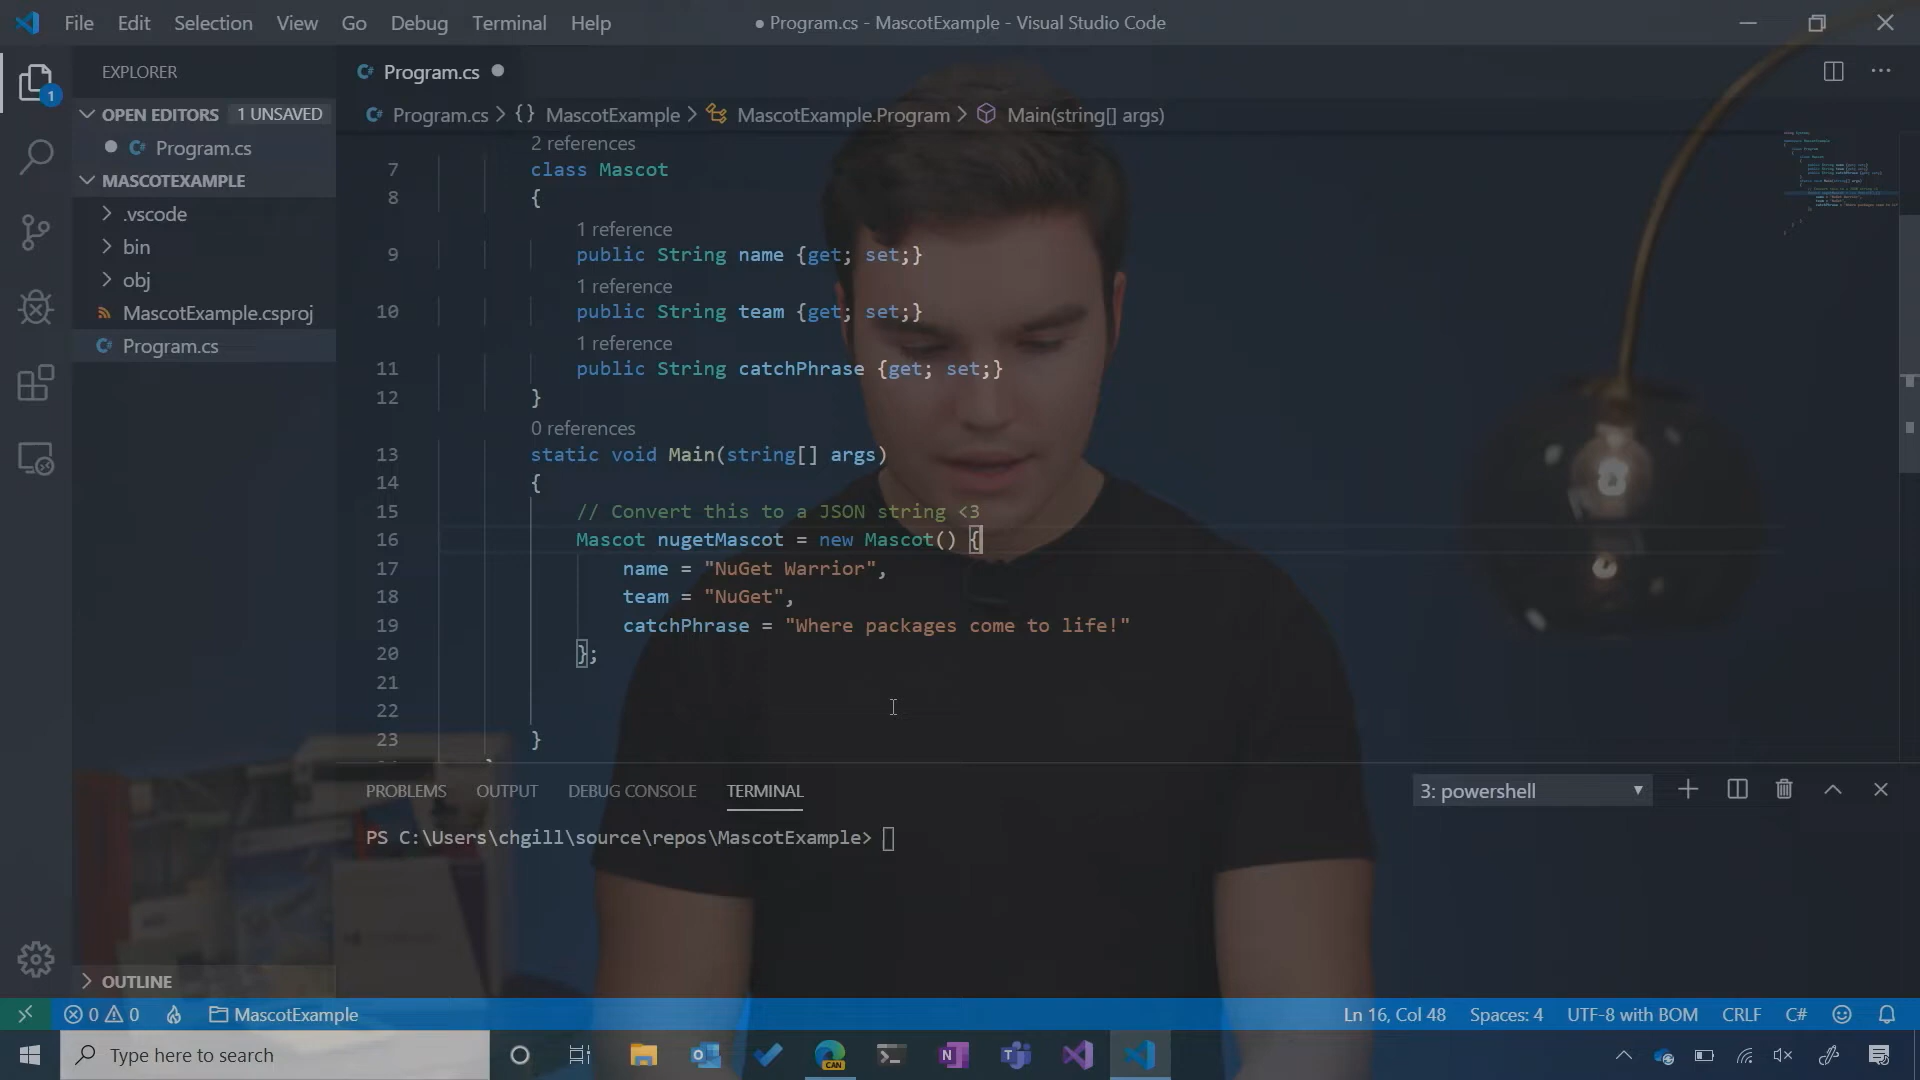 File Edit Selection View Go Debug Terminal Help
● Program.cs - MascotExample - Visual Studio Code
EXPLORER
1
OPEN EDITORS 1 UNSAVED
C# Program.cs
MASCOTEXAMPLE
.vscode
bin
obj
MascotExample.csproj
C# Program.cs
OUTLINE
C# Program.cs
C# Program.cs > {} MascotExample > MascotExample.Program > Main(string[] args)
2 references
7 class Mascot
8 {
1 reference
9 public String name {get; set;}
1 reference
10 public String team {get; set;}
1 reference
11 public String catchPhrase {get; set;}
12 }
0 references
13 static void Main(string[] args)
14 {
15 // Convert this to a JSON string <3
16 Mascot nugetMascot = new Mascot() {
17 name = "NuGet Warrior",
18 team = "NuGet",
19 catchPhrase = "Where packages come to life!"
20 };
21
22
23 }
PROBLEMS OUTPUT DEBUG CONSOLE TERMINAL
3: powershell
PS C:\Users\chgill\source\repos\MascotExample>
0 0 MascotExample
Ln 16, Col 48 Spaces: 4 UTF-8 with BOM CRLF C#
Type here to search
CAN